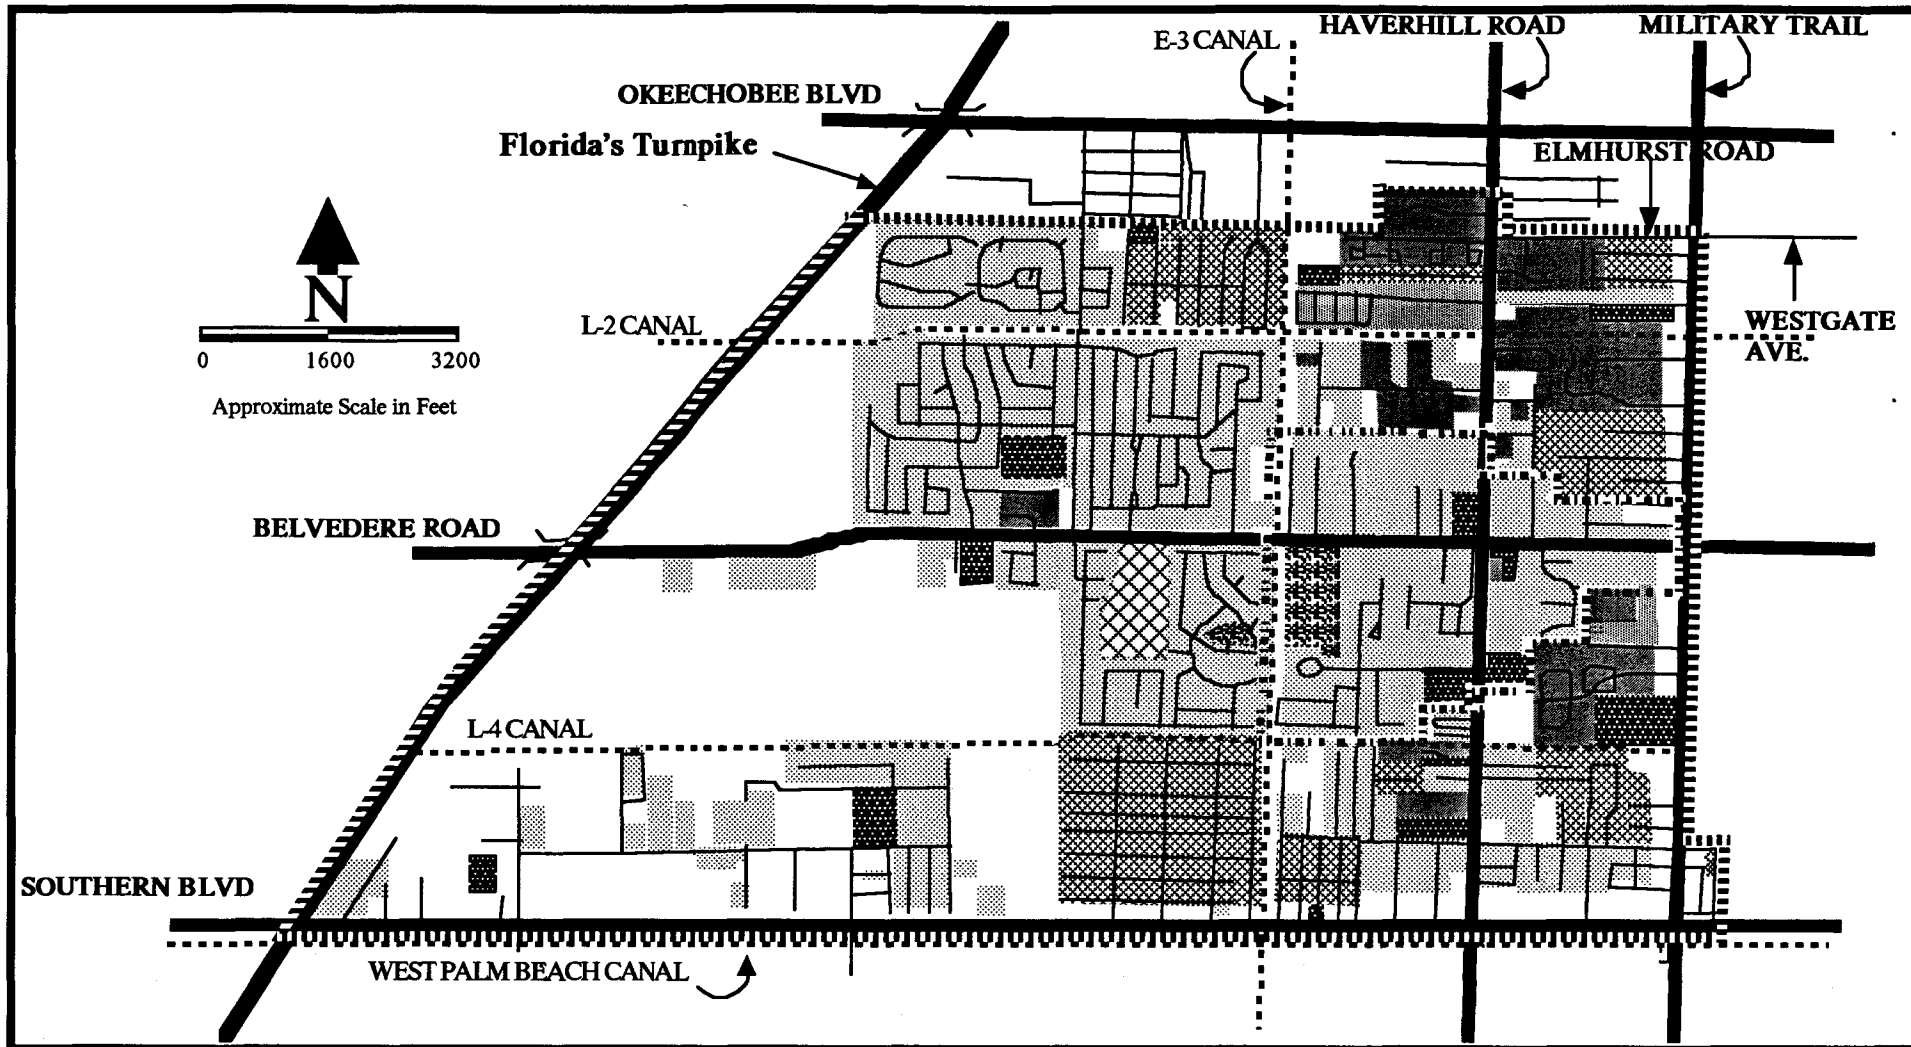 HAVERHILL ROAD
MILITARY TRAIL
E-3 CANAL
OKEECHOBEE BLVD
Florida's Turnpike
ELMHURST ROAD
N
L-2 CANAL
WESTGATE
AVE.
0 1600 3200
Approximate Scale in Feet
BELVEDERE ROAD
L-4 CANAL
SOUTHERN BLVD
WEST PALM BEACH CANAL